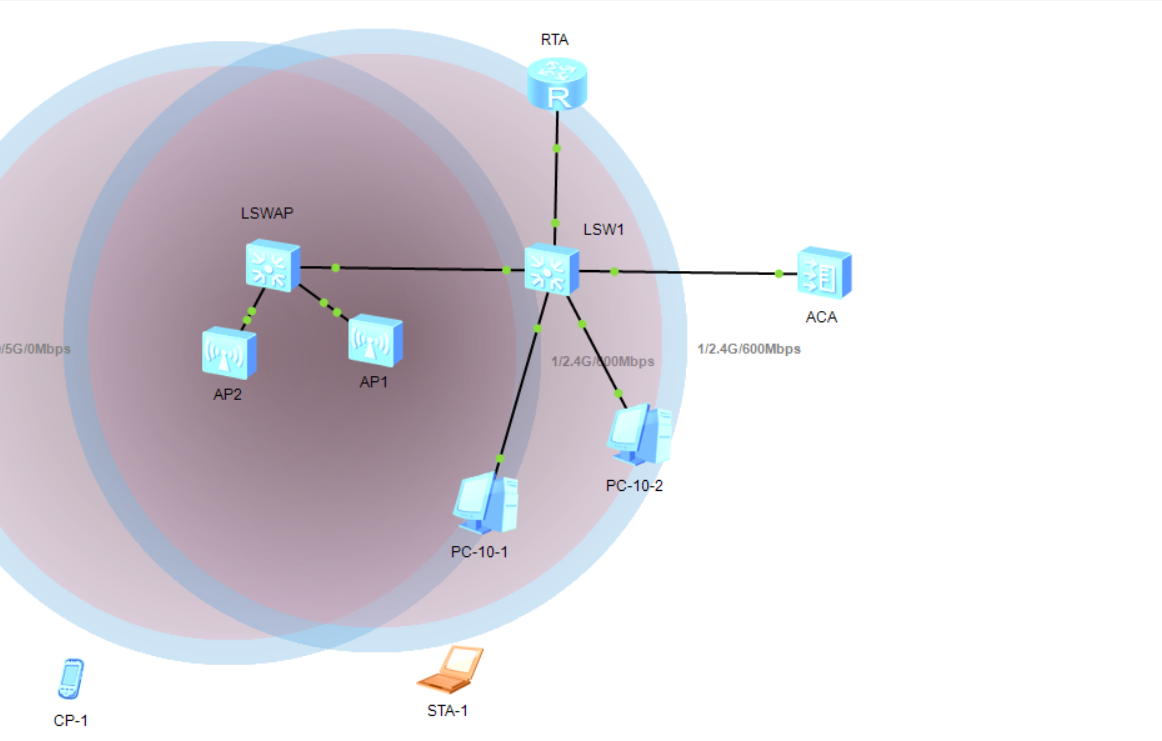 RTA
LSWAP
LSW1
ACA
/5G/0Mbps
1/2.4G/600Mbps
1/2.4G/600Mbps
AP2
AP1
PC-10-2
PC-10-1
CP-1
STA-1
R